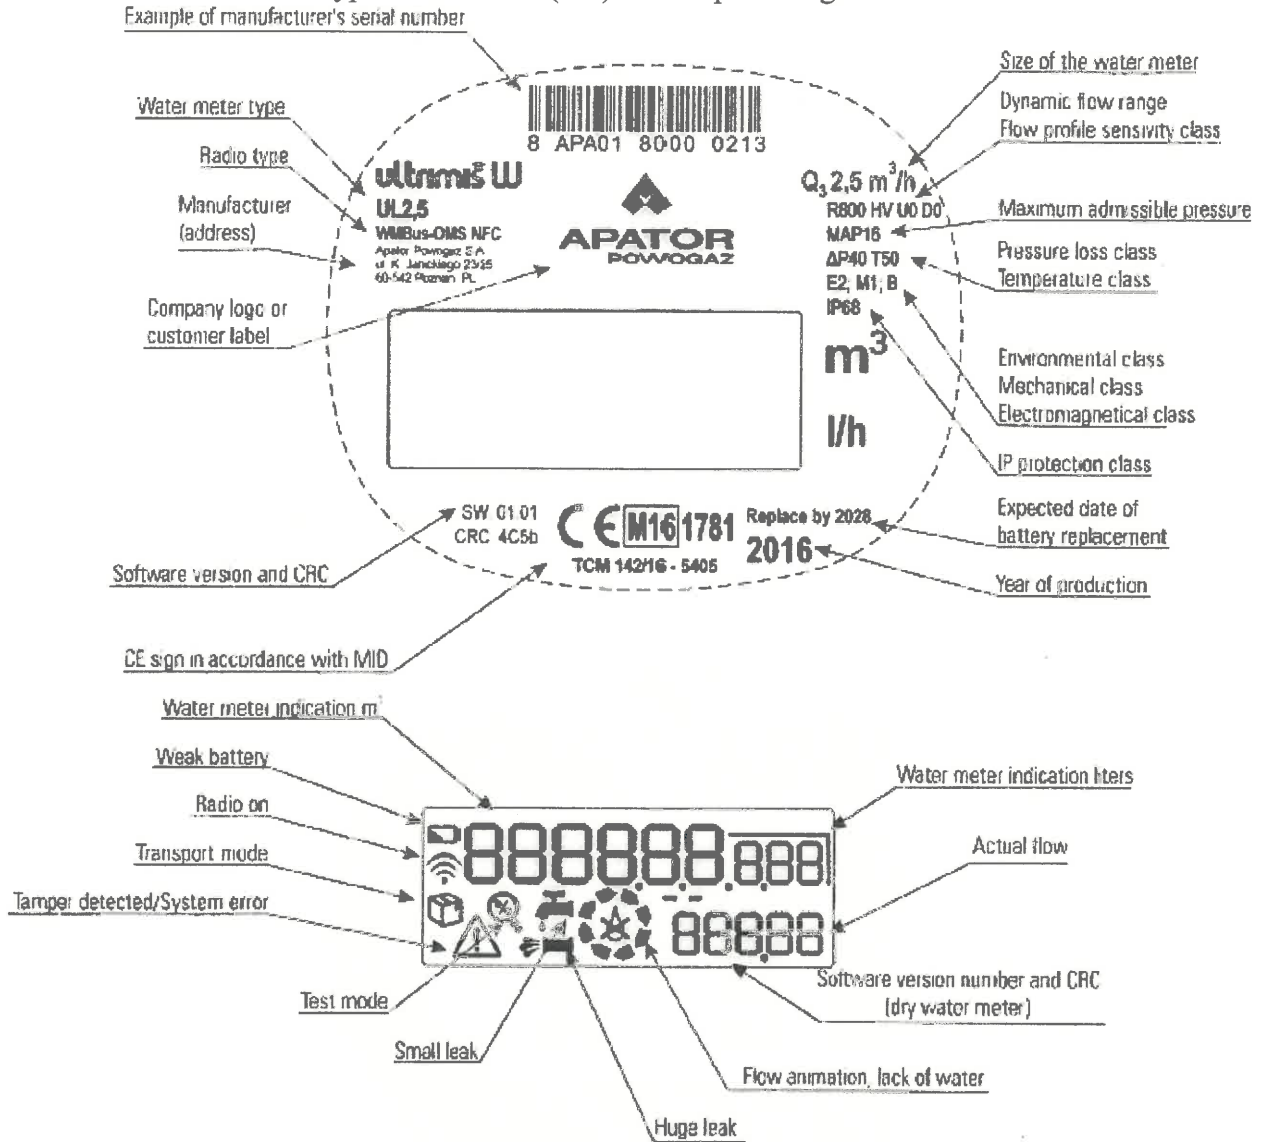 Example of manufacturer's serial number
Size of the water meter
Water meter type
Dynamic flow range
Flow profile sensivity class
8 APA01 8000 0213
Radio type
ultrimis® W
Q3 2,5 m³/h
Manufacturer
(address)
UL2,5
R800 HV U0 D0
Maximum admissible pressure
WMBus-OMS NFC
APATOR
POWOGAZ
MAP16
Apator Powogaz S.A.
ul. K. Janickiego 23/25
60-542 Poznań PL
ΔP40 T50
Pressure loss class
Temperature class
E2, M1, B
IP68
Company logo or
customer label
m³
Environmental class
Mechanical class
Electromagnetical class
l/h
IP protection class
SW 01.01
CRC 4C5b
CE M16 1781
Replace by 2028
2016
Expected date of
battery replacement
TCM 142/16 - 5405
Software version and CRC
Year of production
CE sign in accordance with MID
Water meter indication m³
Weak battery
Water meter indication liters
Radio on
Actual flow
Transport mode
888888.888
Tamper detected/System error
888.88
Software version number and CRC
(dry water meter)
Test mode
Small leak
Flow animation, lack of water
Huge leak